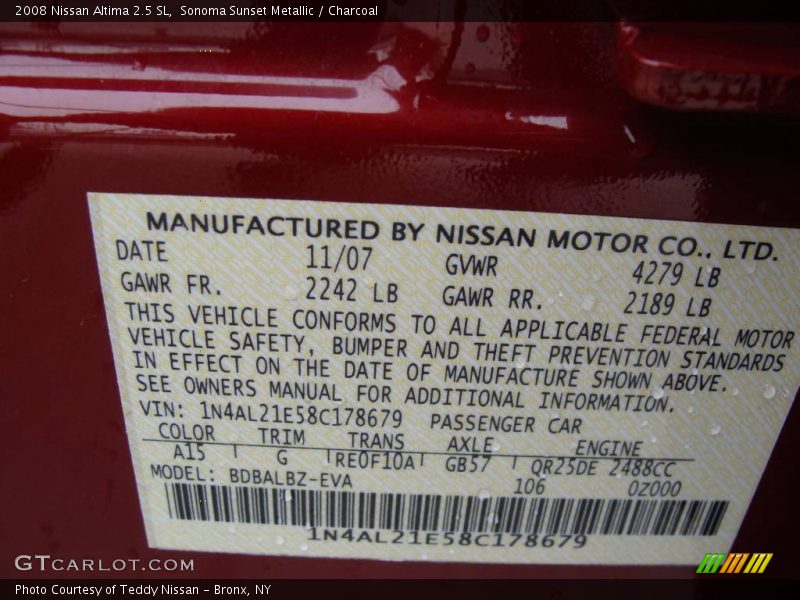 2008 Nissan Altima 2.5 SL, Sonoma Sunset Metallic / Charcoal
MANUFACTURED BY NISSAN MOTOR CO., LTD.
DATE 11/07 GVWR 4279 LB
GAWR FR. 2242 LB GAWR RR. 2189 LB
THIS VEHICLE CONFORMS TO ALL APPLICABLE FEDERAL MOTOR
VEHICLE SAFETY, BUMPER AND THEFT PREVENTION STANDARDS
IN EFFECT ON THE DATE OF MANUFACTURE SHOWN ABOVE.
SEE OWNERS MANUAL FOR ADDITIONAL INFORMATION.
VIN: 1N4AL21E58C178679 PASSENGER CAR
COLOR TRIM TRANS AXLE ENGINE
A15 G RE0F10A GB57 QR25DE 2488CC
MODEL: BDBALBZ-EVA 106 0Z000
1N4AL21E58C178679
GTCARLOT.COM
Photo Courtesy of Teddy Nissan - Bronx, NY